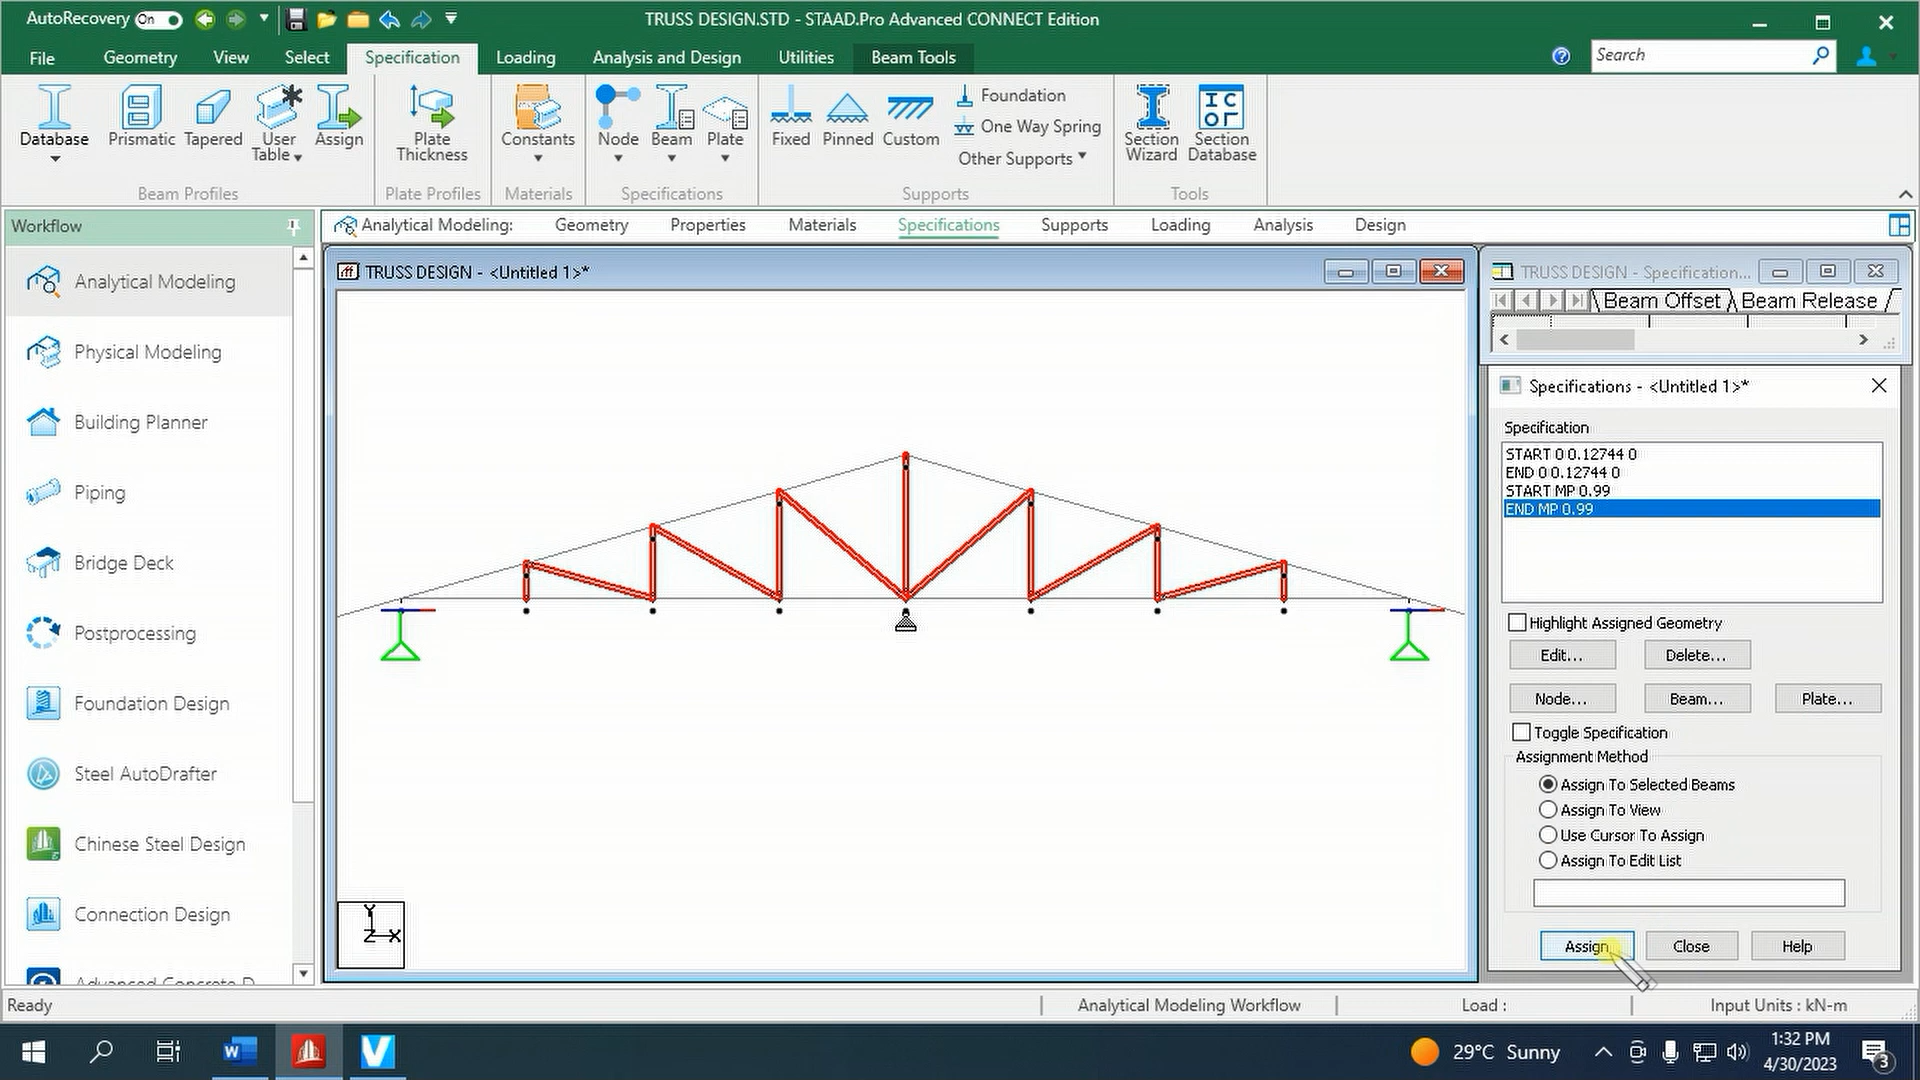 AutoRecovery On
TRUSS DESIGN.STD - STAAD.Pro Advanced CONNECT Edition
File Geometry View Select Specification Loading Analysis and Design Utilities Beam Tools
Search
Database Prismatic Tapered User Table Assign
Beam Profiles
Plate Thickness
Plate Profiles
Constants
Materials
Node Beam Plate
Specifications
Fixed Pinned Custom
Foundation
One Way Spring
Other Supports
Supports
Section Wizard
Section Database
Tools
Workflow
Analytical Modeling: Geometry Properties Materials Specifications Supports Loading Analysis Design
Analytical Modeling
Physical Modeling
Building Planner
Piping
Bridge Deck
Postprocessing
Foundation Design
Steel AutoDrafter
Chinese Steel Design
Connection Design
TRUSS DESIGN - <Untitled 1>*
Y
Z X
TRUSS DESIGN - Specification...
Beam Offset Beam Release
Specifications - <Untitled 1>*
Specification
START 0 0.12744 0
END 0 0.12744 0
START MP 0.99
END MP 0.99
Highlight Assigned Geometry
Edit... Delete...
Node... Beam... Plate...
Toggle Specification
Assignment Method
Assign To Selected Beams
Assign To View
Use Cursor To Assign
Assign To Edit List
Assign Close Help
Ready
Analytical Modeling Workflow
Load :
Input Units : kN-m
29°C Sunny
1:32 PM
4/30/2023
3